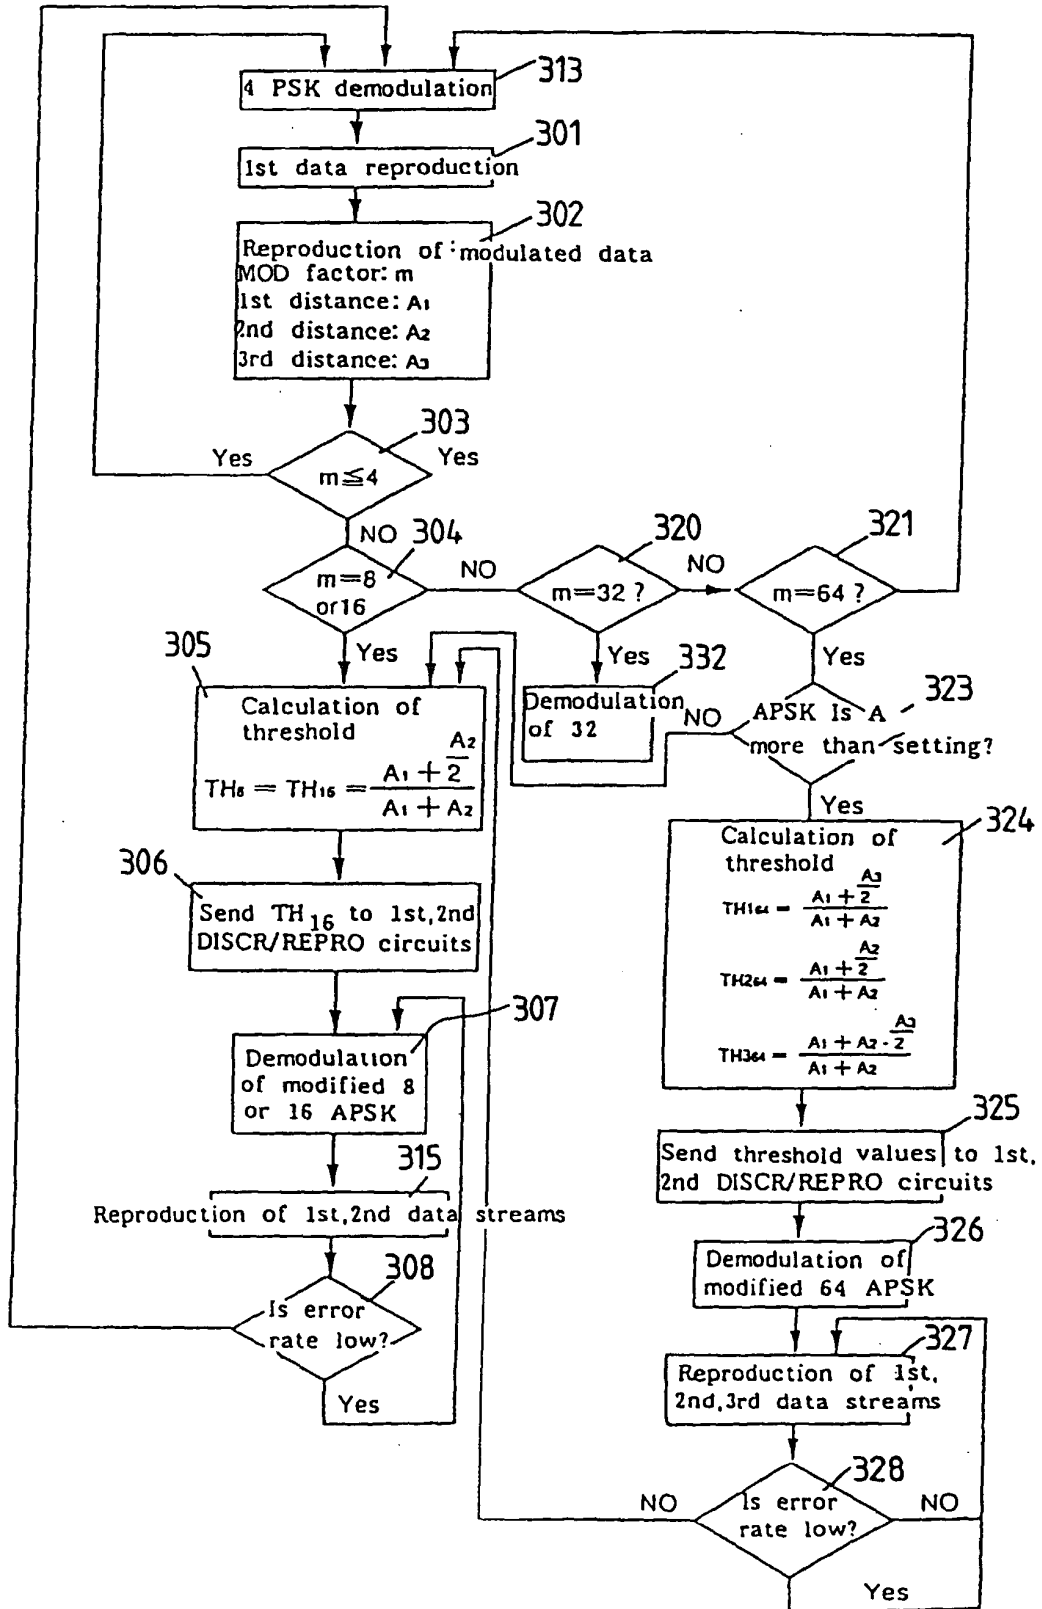 313
4 PSK demodulation
301
1st data reproduction
302
Reproduction of :modulated data
MOD factor: m
1st distance: A1
2nd distance: A2
3rd distance: A3
303
Yes
Yes
m≦4
NO
304
m=8
or16
NO
320
m=32 ?
NO
321
m=64 ?
305
Yes
Yes
332
Yes
323
Calculation of
threshold
TH8 = TH16 = (A1 + A2/2) / (A1 + A2)
Demodulation
of 32
NO
APSK Is A
more than setting?
Yes
324
Calculation of
threshold
TH164 = (A1 + A3/2) / (A1 + A2)
TH264 = (A1 + A2/2) / (A1 + A2)
TH364 = (A1 + A2 - A3/2) / (A1 + A2)
306
Send TH16 to 1st,2nd
DISCR/REPRO circuits
307
Demodulation
of modified 8
or 16 APSK
315
Reproduction of 1st,2nd data streams
308
Is error
rate low?
Yes
325
Send threshold values to 1st,
2nd DISCR/REPRO circuits
326
Demodulation of
modified 64 APSK
327
Reproduction of 1st,
2nd,3rd data streams
328
NO
Is error
rate low?
NO
Yes